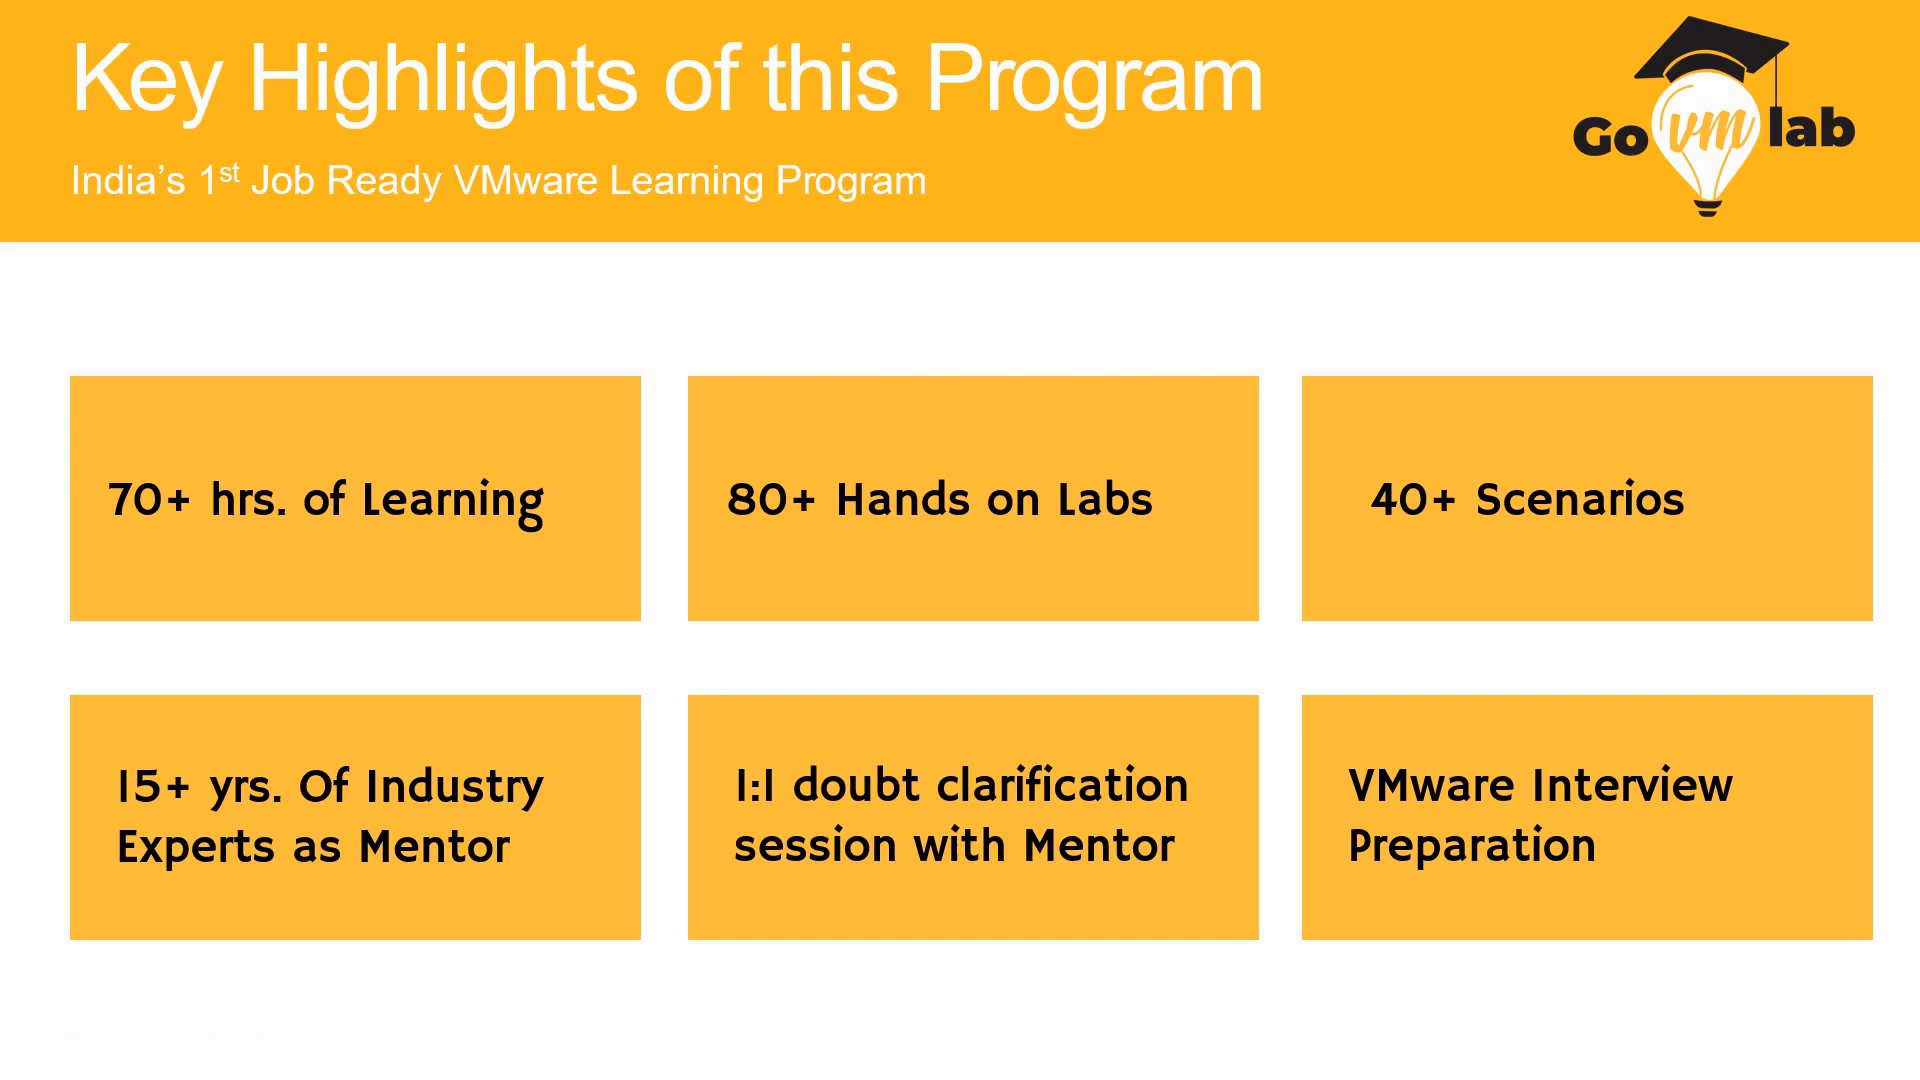 Key Highlights of this Program
India's 1st Job Ready VMware Learning Program
Go vm lab
70+ hrs. of Learning
80+ Hands on Labs
40+ Scenarios
15+ yrs. Of Industry
Experts as Mentor
1:1 doubt clarification
session with Mentor
VMware Interview
Preparation